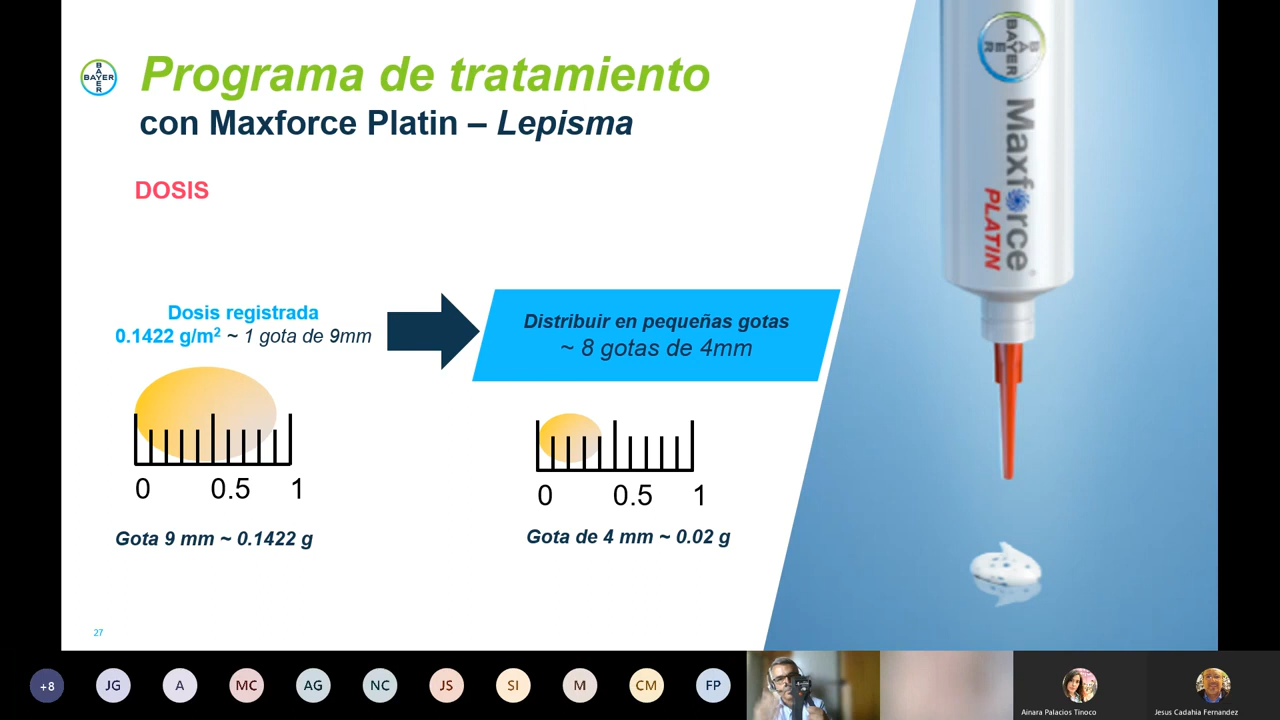 BAYER
BAYER
Programa de tratamiento
con Maxforce Platin – Lepisma
DOSIS
Dosis registrada
0.1422 g/m² ~ 1 gota de 9mm
Distribuir en pequeñas gotas
~ 8 gotas de 4mm
0 0.5 1
0 0.5 1
Gota 9 mm ~ 0.1422 g
Gota de 4 mm ~ 0.02 g
27
BAYER
BAYER
Maxforce
PLATIN
+8
JG
A
MC
AG
NC
JS
SI
M
CM
FP
Ainara Palacios Tinoco
Jesus Cadahia Fernandez